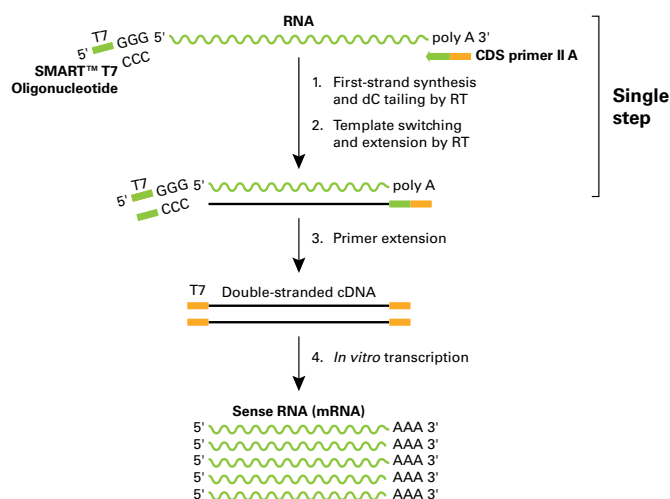 RNA
T7
5' GGG 5' poly A 3'
CCC
CDS primer II A
SMART™ T7
Oligonucleotide
1. First-strand synthesis
and dC tailing by RT
2. Template switching
and extension by RT
Single
step
T7
5' GGG 5' poly A
CCC
3. Primer extension
T7 Double-stranded cDNA
4. In vitro transcription
Sense RNA (mRNA)
5' AAA 3'
5' AAA 3'
5' AAA 3'
5' AAA 3'
5' AAA 3'